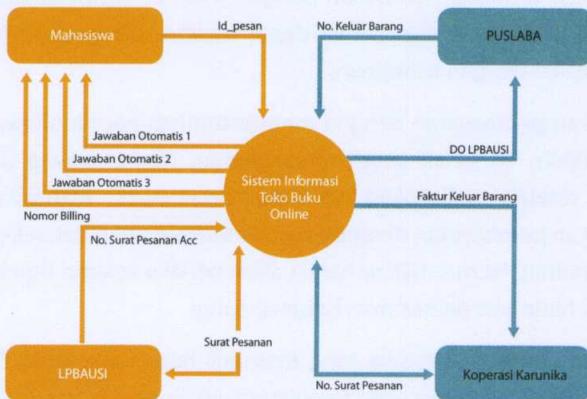 Mahasiswa
Id_pesan
No. Keluar Barang
PUSLABA
Jawaban Otomatis 1
Jawaban Otomatis 2
Jawaban Otomatis 3
Nomor Billing
No. Surat Pesanan Acc
Sistem Informasi
Toko Buku
Online
DO LPBAUSI
Faktur Keluar Barang
Surat Pesanan
No. Surat Pesanan
LPBAUSI
Koperasi Karunika